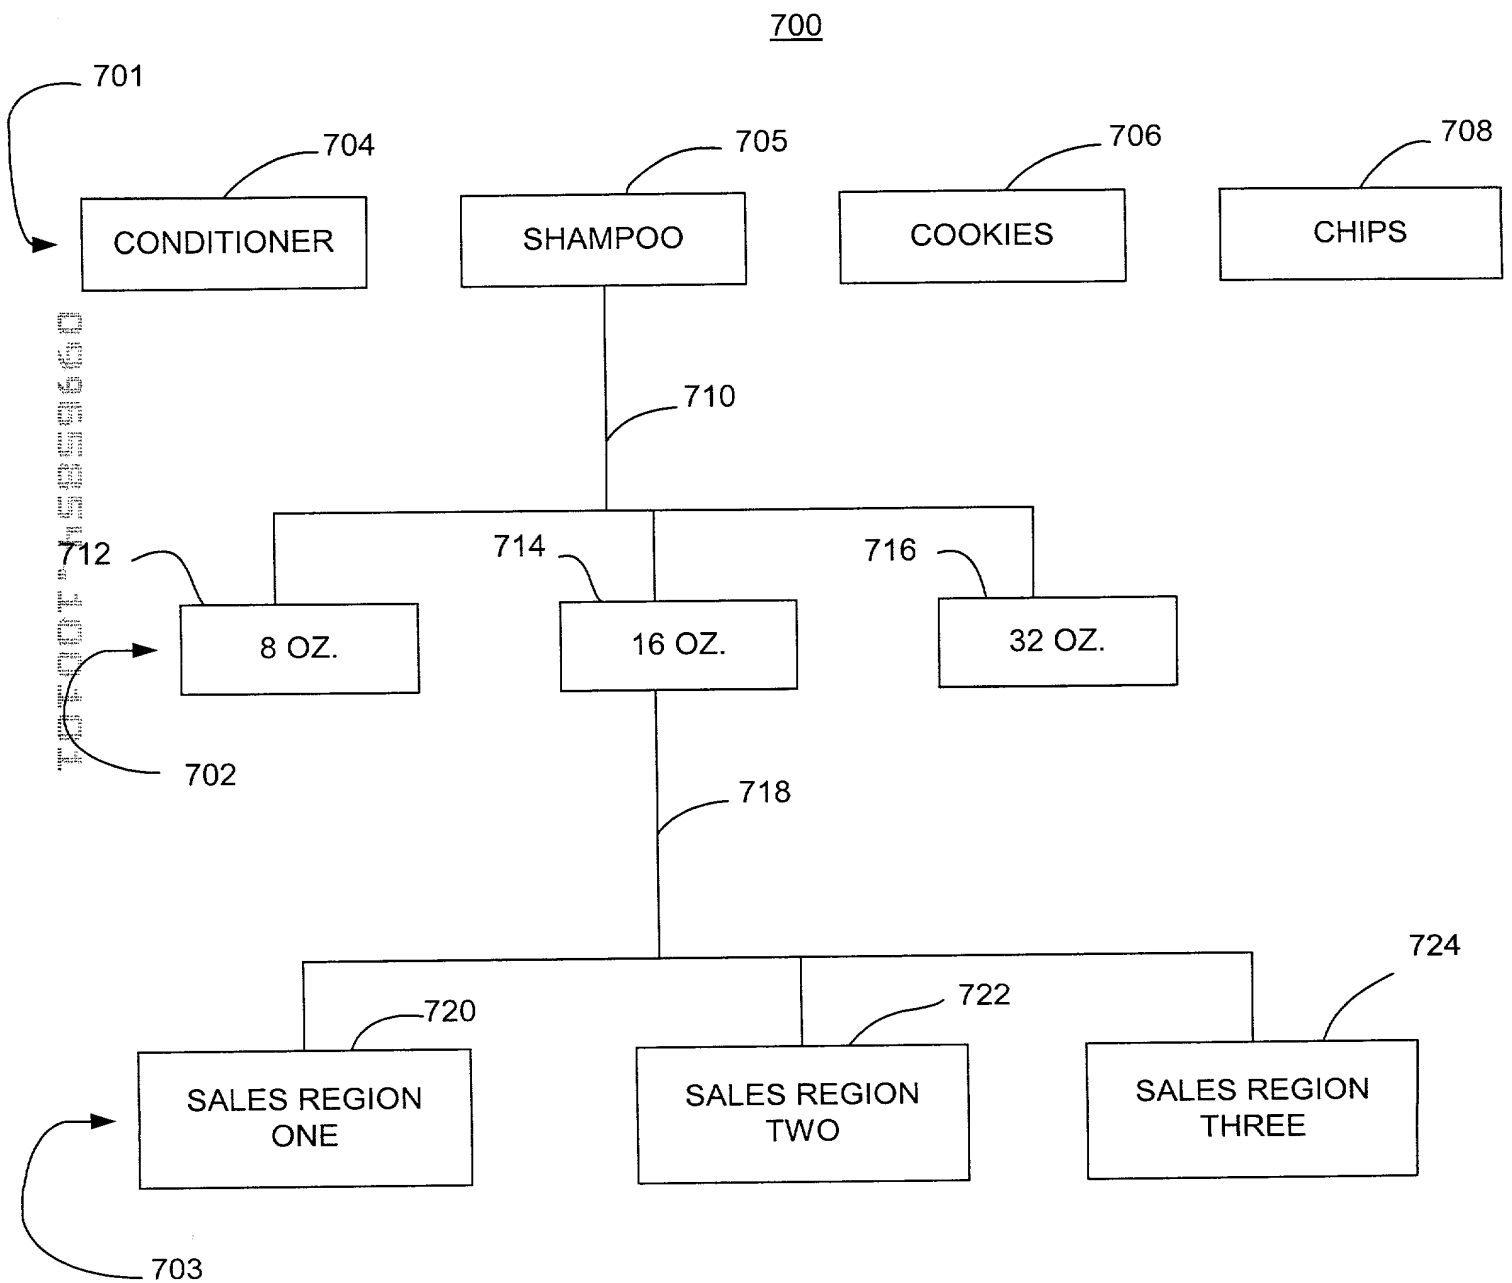 700
701
704
705
706
708
CONDITIONER
SHAMPOO
COOKIES
CHIPS
710
712
714
716
8 OZ.
16 OZ.
32 OZ.
702
718
724
720
722
SALES REGION
ONE
SALES REGION
TWO
SALES REGION
THREE
703